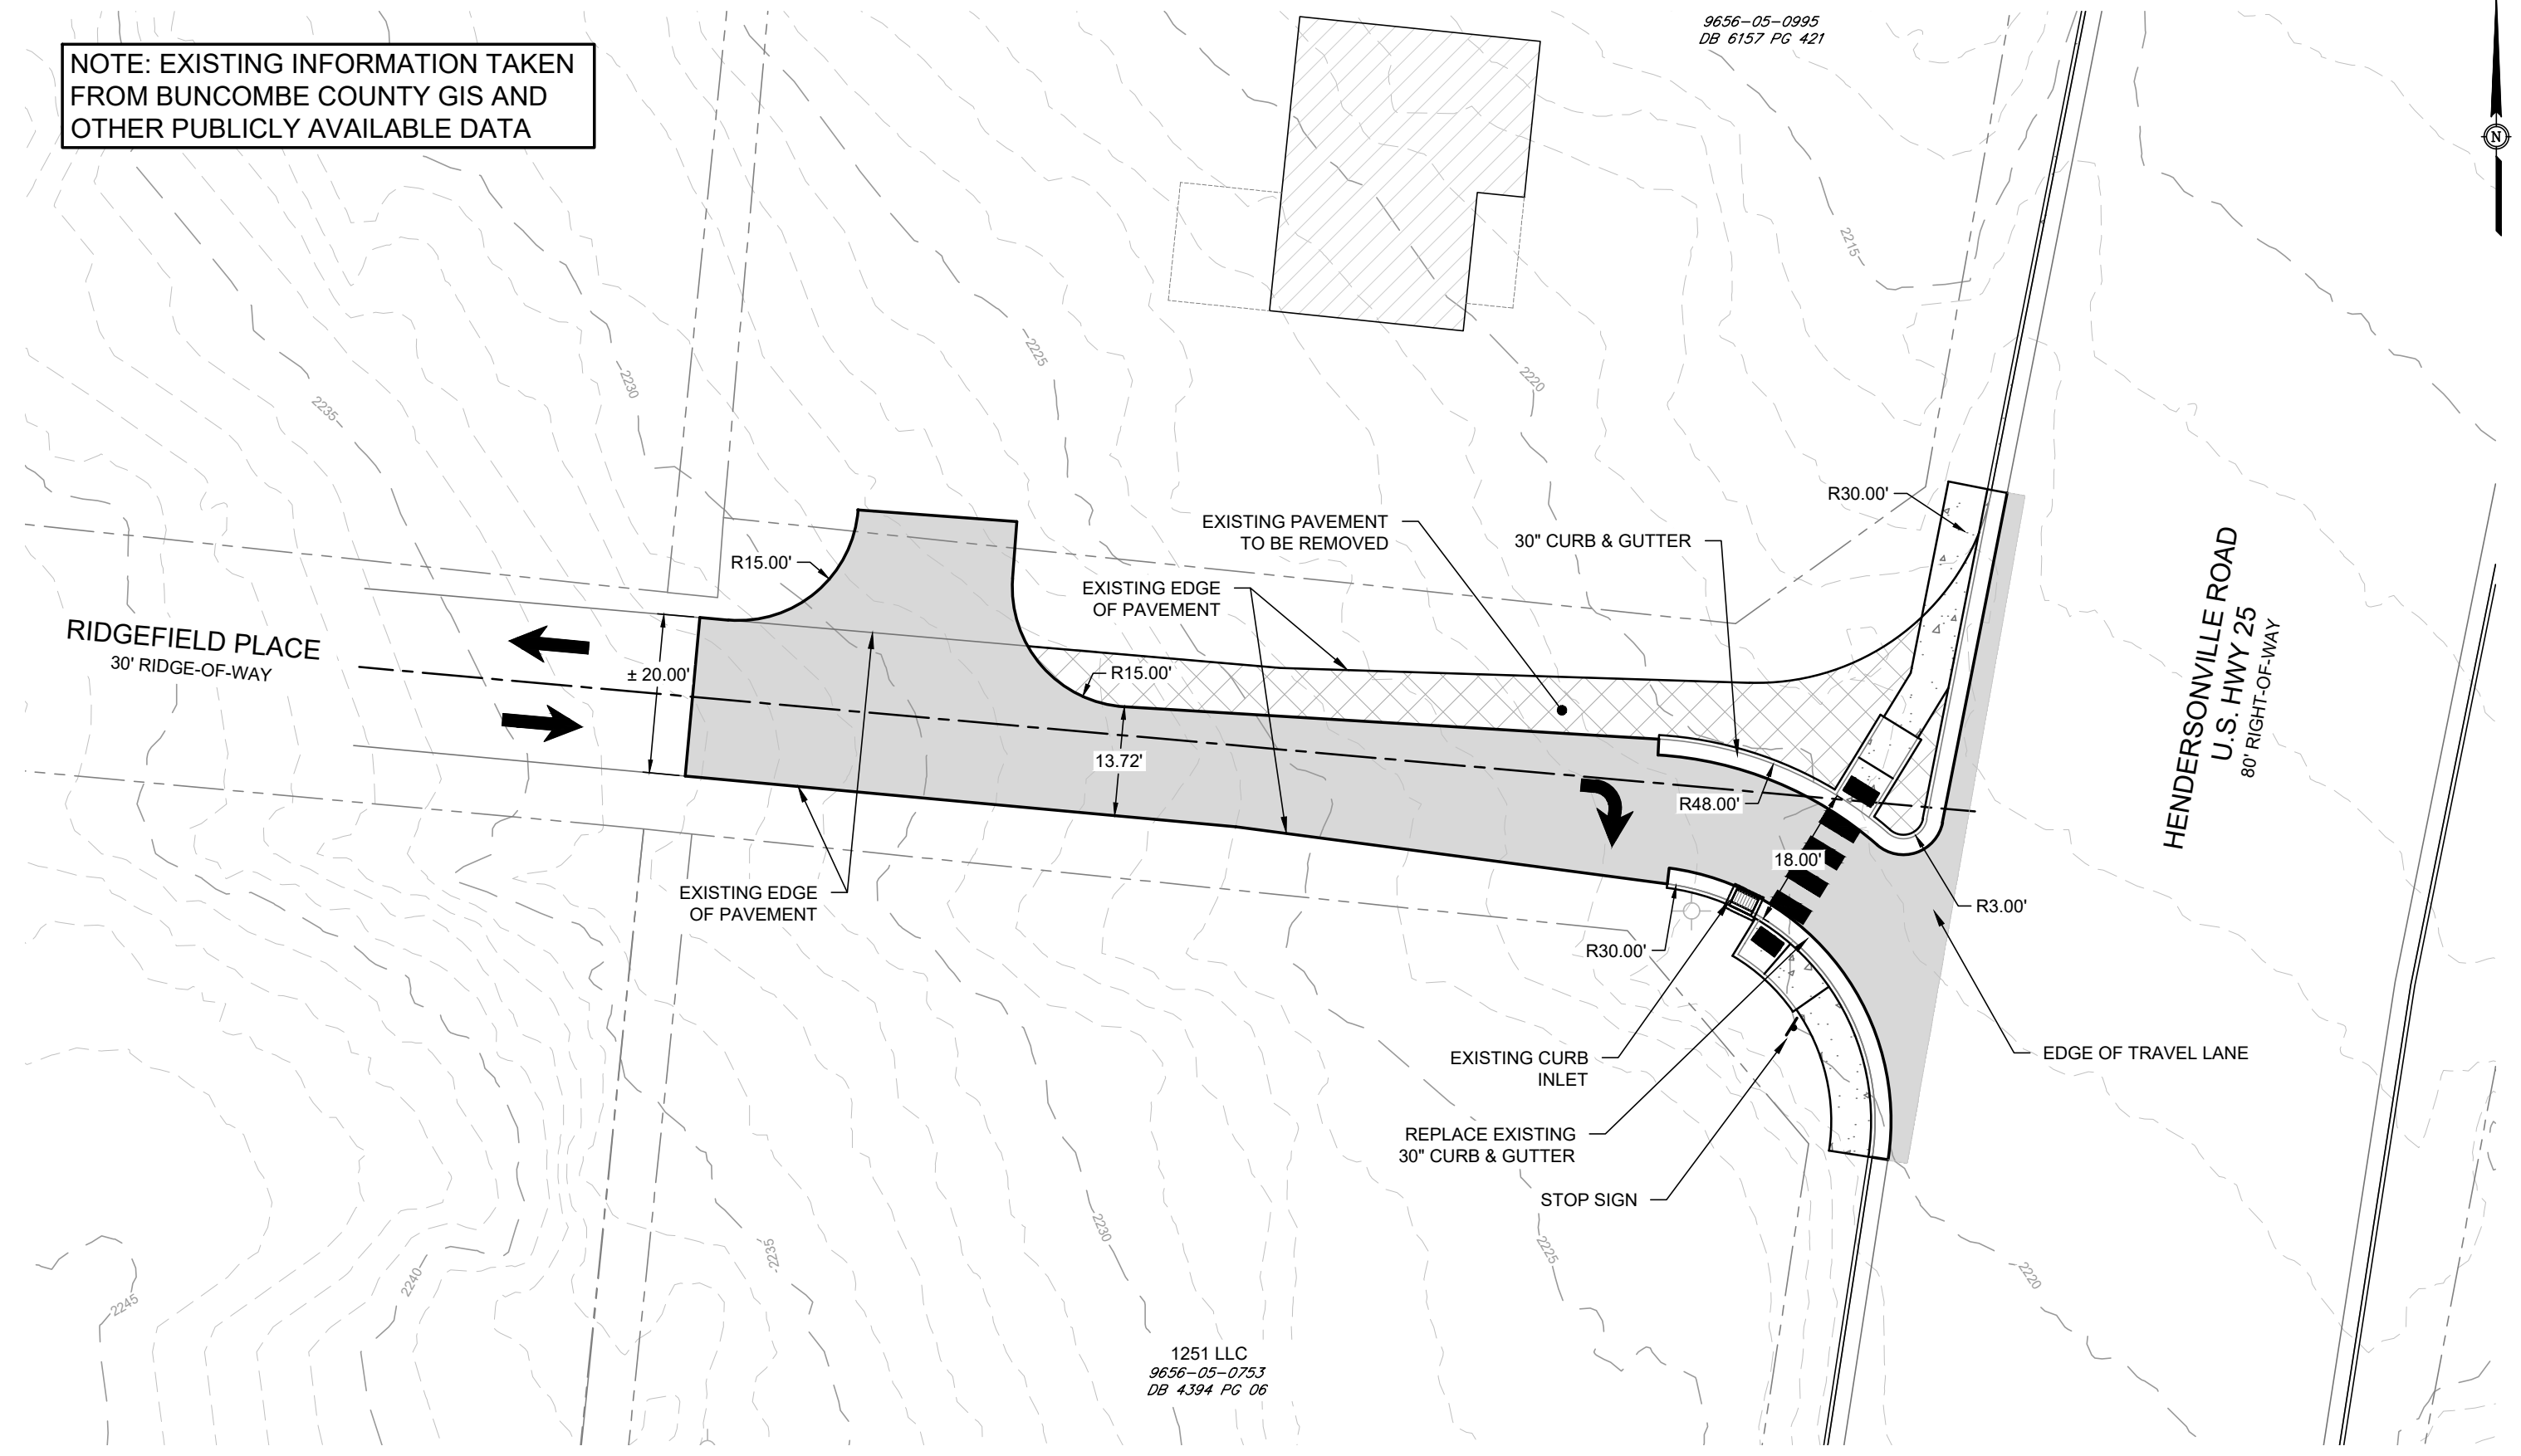 NOTE: EXISTING INFORMATION TAKEN
FROM BUNCOMBE COUNTY GIS AND
OTHER PUBLICLY AVAILABLE DATA
9656-05-0995
DB 6157 PG 421
N
2215
2225
2220
2230
2235
R30.00'
EXISTING PAVEMENT
TO BE REMOVED
30" CURB & GUTTER
R15.00'
EXISTING EDGE
OF PAVEMENT
RIDGEFIELD PLACE
30' RIDGE-OF-WAY
± 20.00'
R15.00'
13.72'
R48.00'
18.00'
HENDERSONVILLE ROAD
U.S. HWY 25
80' RIGHT-OF-WAY
EXISTING EDGE
OF PAVEMENT
R3.00'
R30.00'
EXISTING CURB
INLET
EDGE OF TRAVEL LANE
REPLACE EXISTING
30" CURB & GUTTER
STOP SIGN
2245
2240
2235
2230
2225
2220
1251 LLC
9656-05-0753
DB 4394 PG 06